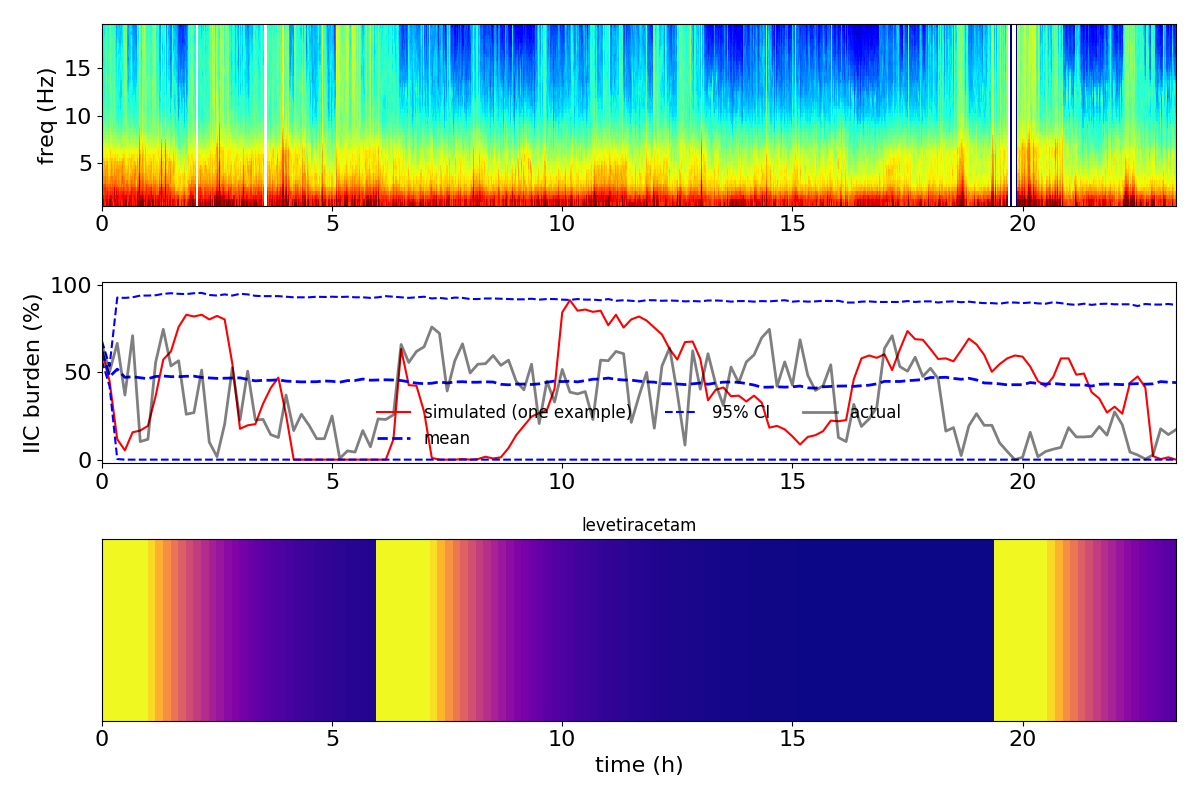 freq (Hz)
15
10
5
0 5 10 15 20
IIC burden (%)
100
50
0
simulated (one example) 95% CI actual
mean
0 5 10 15 20
levetiracetam
0 5 10 15 20
time (h)